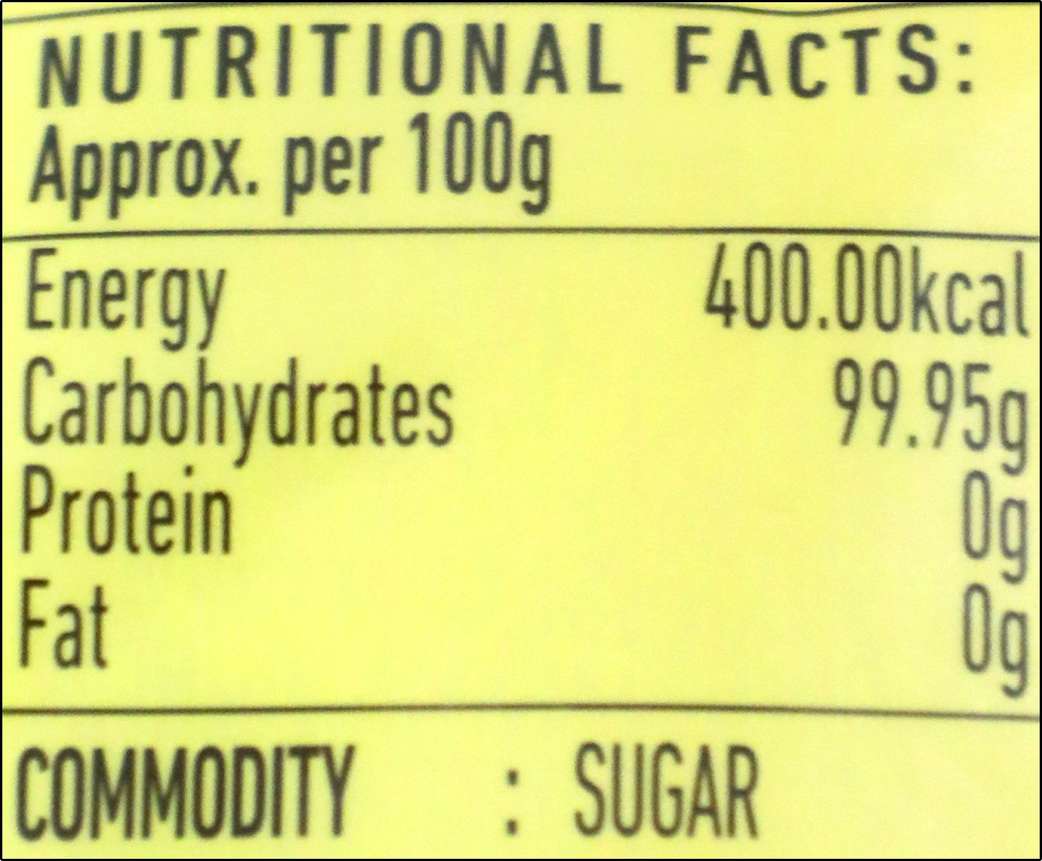 NUTRITIONAL FACTS:
Approx. per 100g
Energy 400.00kcal
Carbohydrates 99.95g
Protein 0g
Fat 0g
COMMODITY : SUGAR